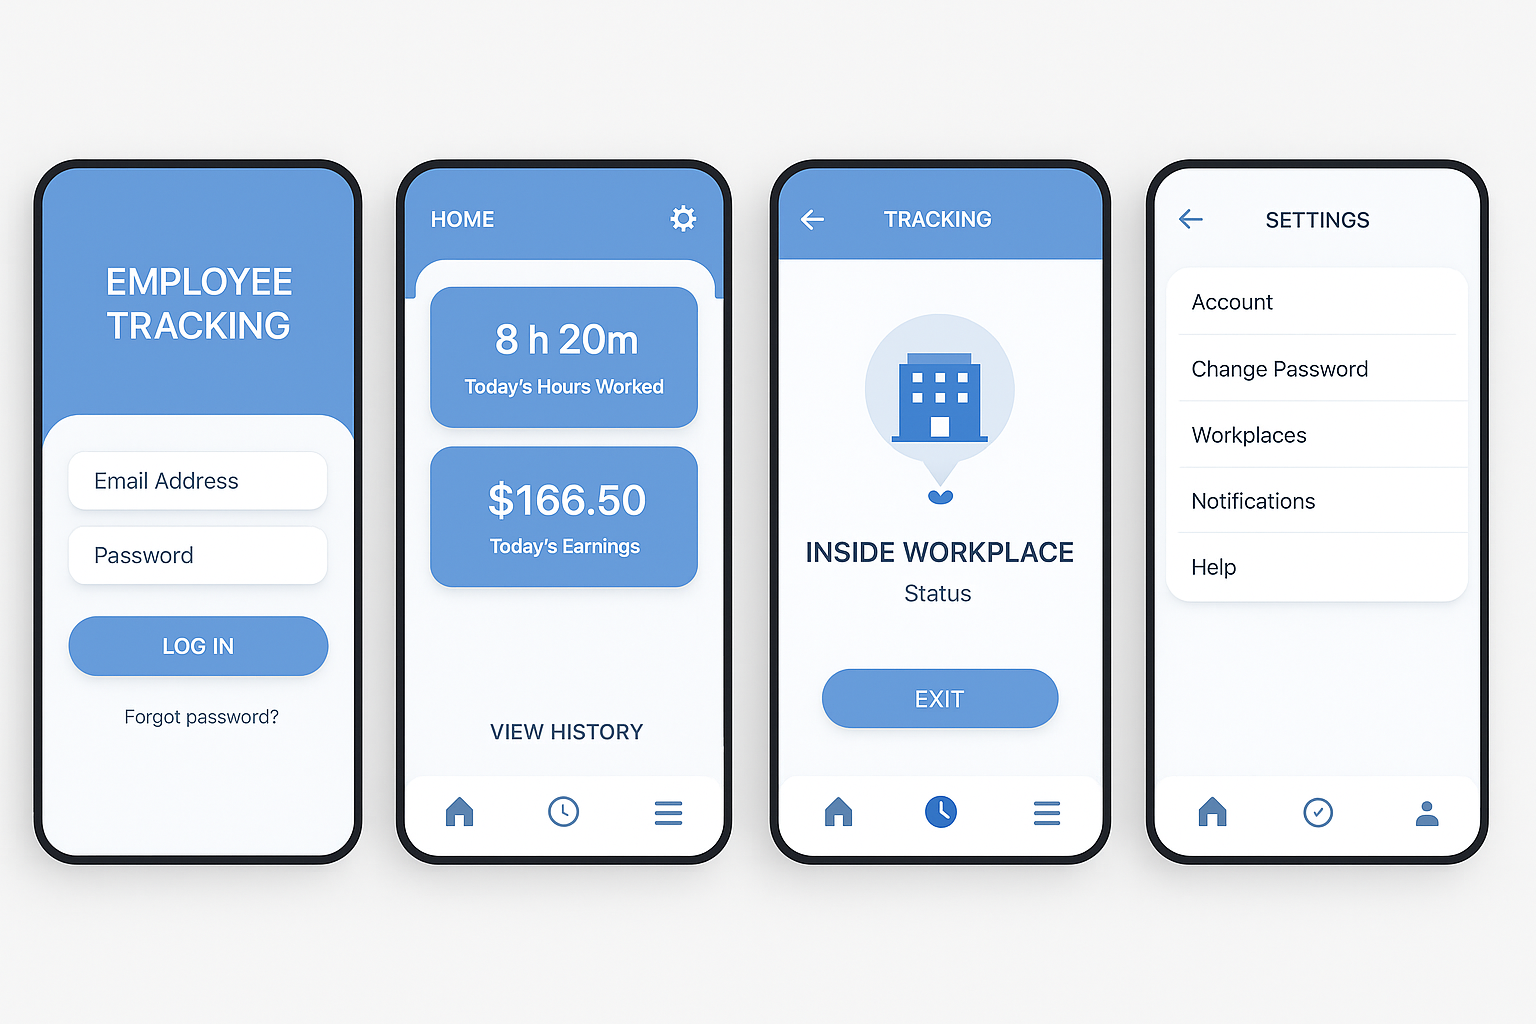 EMPLOYEE
TRACKING
Email Address
Password
LOG IN
Forgot password?
HOME
8 h 20m
Today's Hours Worked
$166.50
Today's Earnings
VIEW HISTORY
TRACKING
INSIDE WORKPLACE
Status
EXIT
SETTINGS
Account
Change Password
Workplaces
Notifications
Help